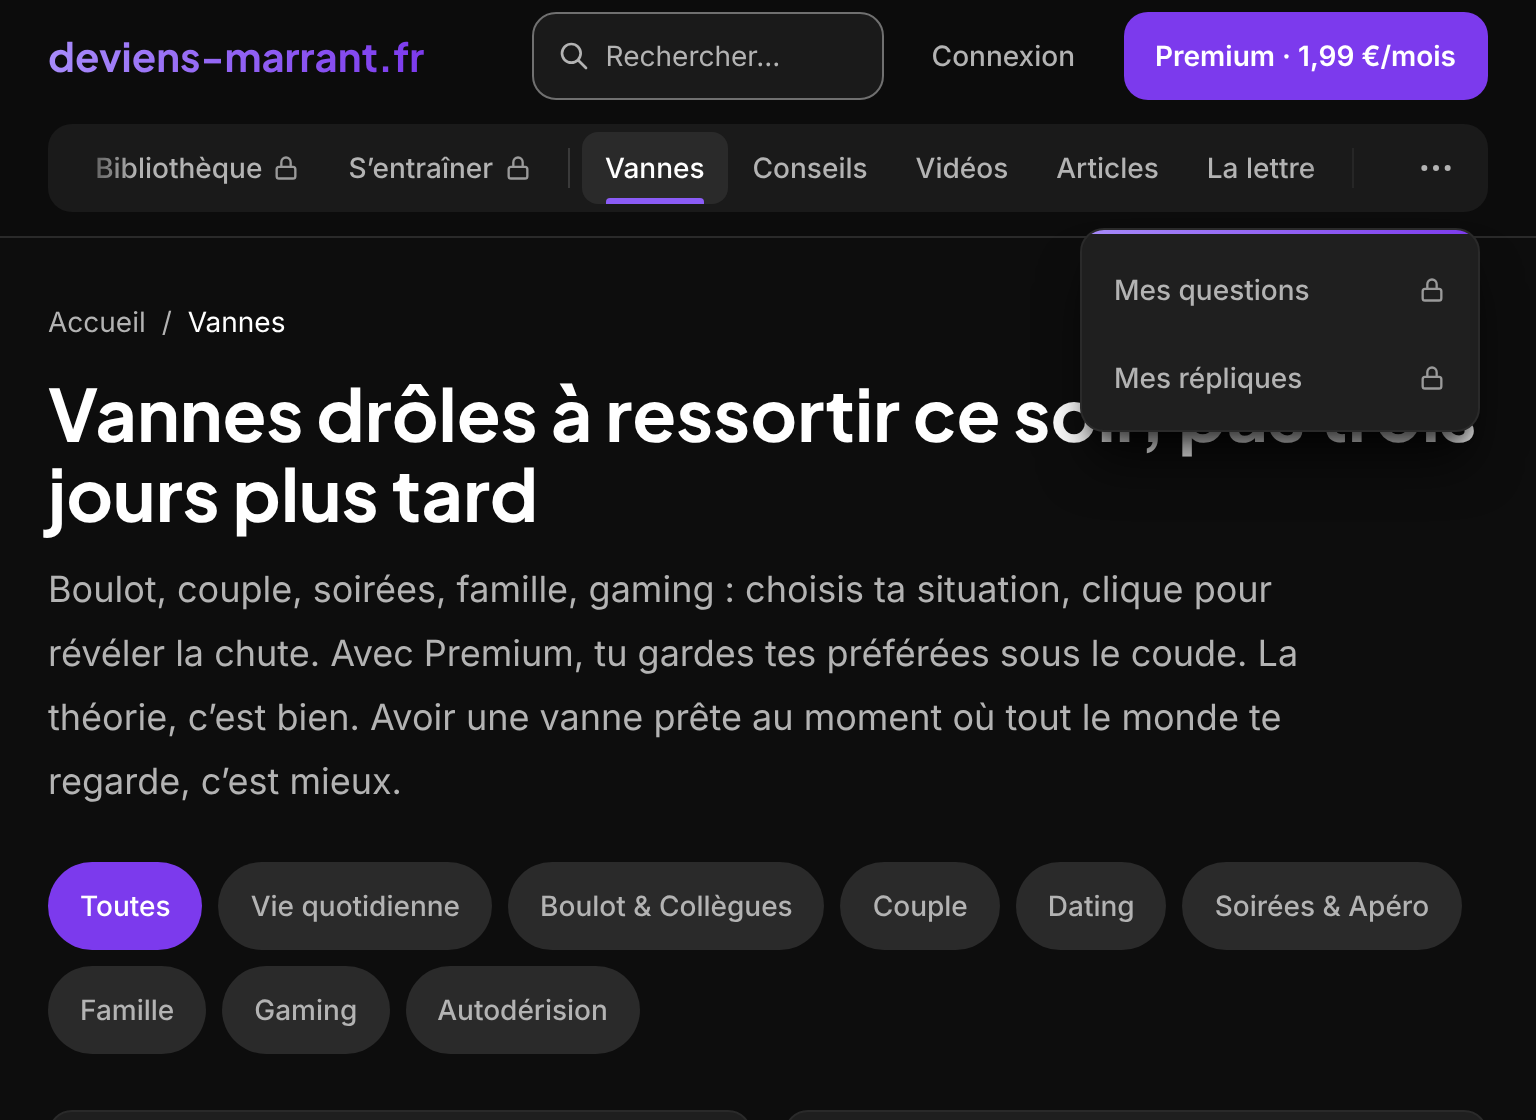 deviens-marrant.fr
Rechercher...
Connexion
Premium · 1,99 €/mois
Bibliothèque
S’entraîner
Vannes
Conseils
Vidéos
Articles
La lettre
Mes questions
Mes répliques
Accueil / Vannes
Vannes drôles à ressortir ce soir, pas trois
jours plus tard
Boulot, couple, soirées, famille, gaming : choisis ta situation, clique pour
révéler la chute. Avec Premium, tu gardes tes préférées sous le coude. La
théorie, c’est bien. Avoir une vanne prête au moment où tout le monde te
regarde, c’est mieux.
Toutes
Vie quotidienne
Boulot & Collègues
Couple
Dating
Soirées & Apéro
Famille
Gaming
Autodérision